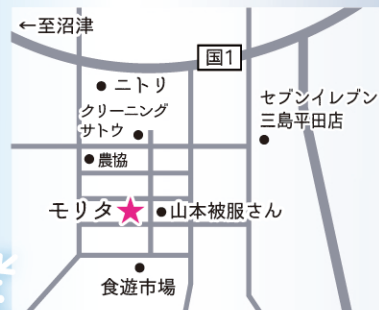 ←至沼津
国1
ニトリ
クリーニング
サトウ
セブンイレブン
三島平田店
農協
モリタ★
山本被服さん
食遊市場